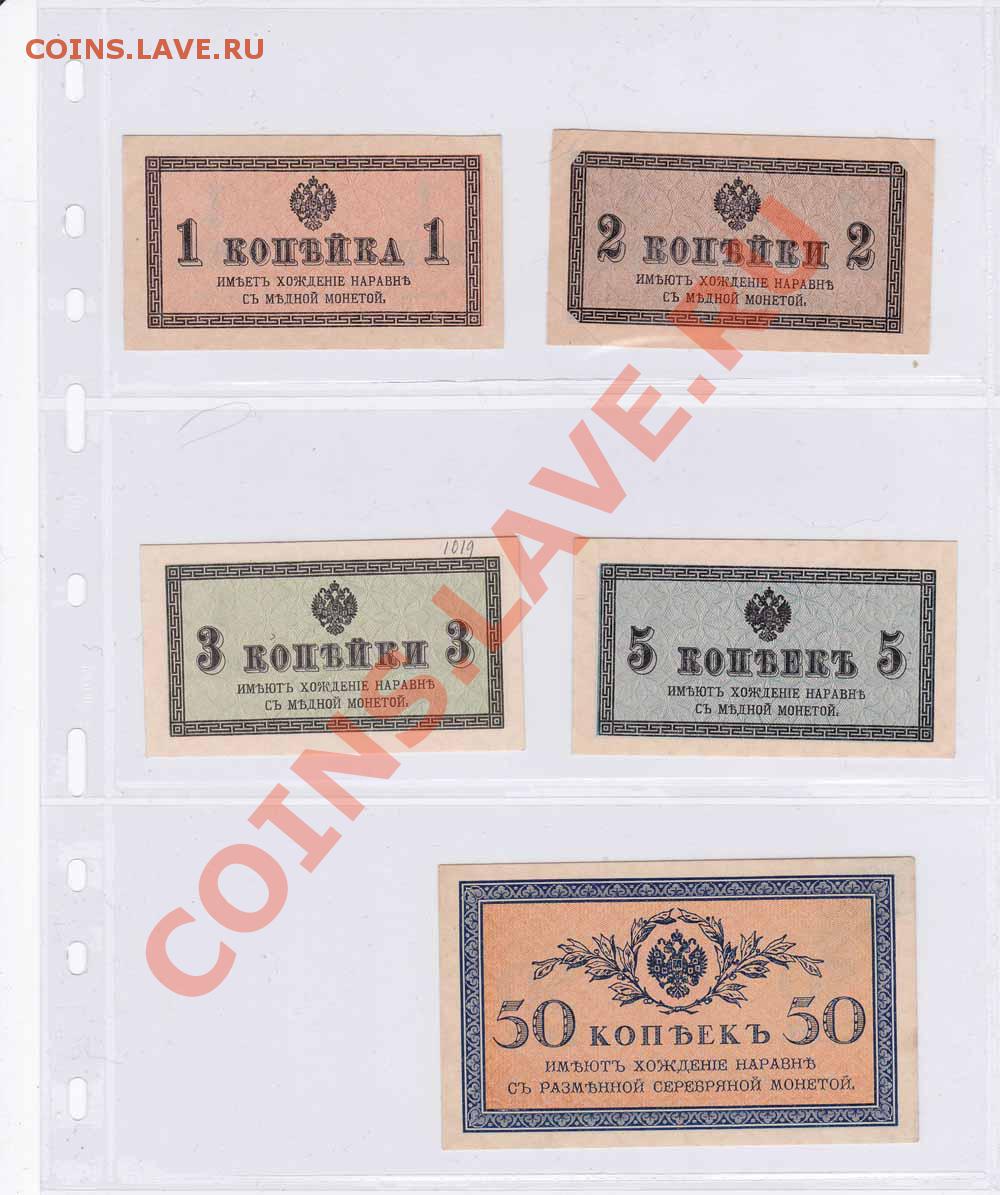 COINS.LAVE.RU
1 КОПѢЙКА 1
ИМѢЕТЪ ХОЖДЕНІЕ НАРАВНѢ
СЪ МѢДНОЙ МОНЕТОЙ.
2 КОПѢЙКИ 2
ИМѢЮТЪ ХОЖДЕНІЕ НАРАВНѢ
СЪ МѢДНОЙ МОНЕТОЙ.
1019
3 КОПѢЙКИ 3
ИМѢЮТЪ ХОЖДЕНІЕ НАРАВНѢ
СЪ МѢДНОЙ МОНЕТОЙ.
5 КОПѢЕКЪ 5
ИМѢЮТЪ ХОЖДЕНІЕ НАРАВНѢ
СЪ МѢДНОЙ МОНЕТОЙ.
50 КОПѢЕКЪ 50
ИМѢЮТЪ ХОЖДЕНІЕ НАРАВНѢ
СЪ РАЗМѢННОЙ СЕРЕБРЯНОЙ МОНЕТОЙ.
COINS.LAVE.RU